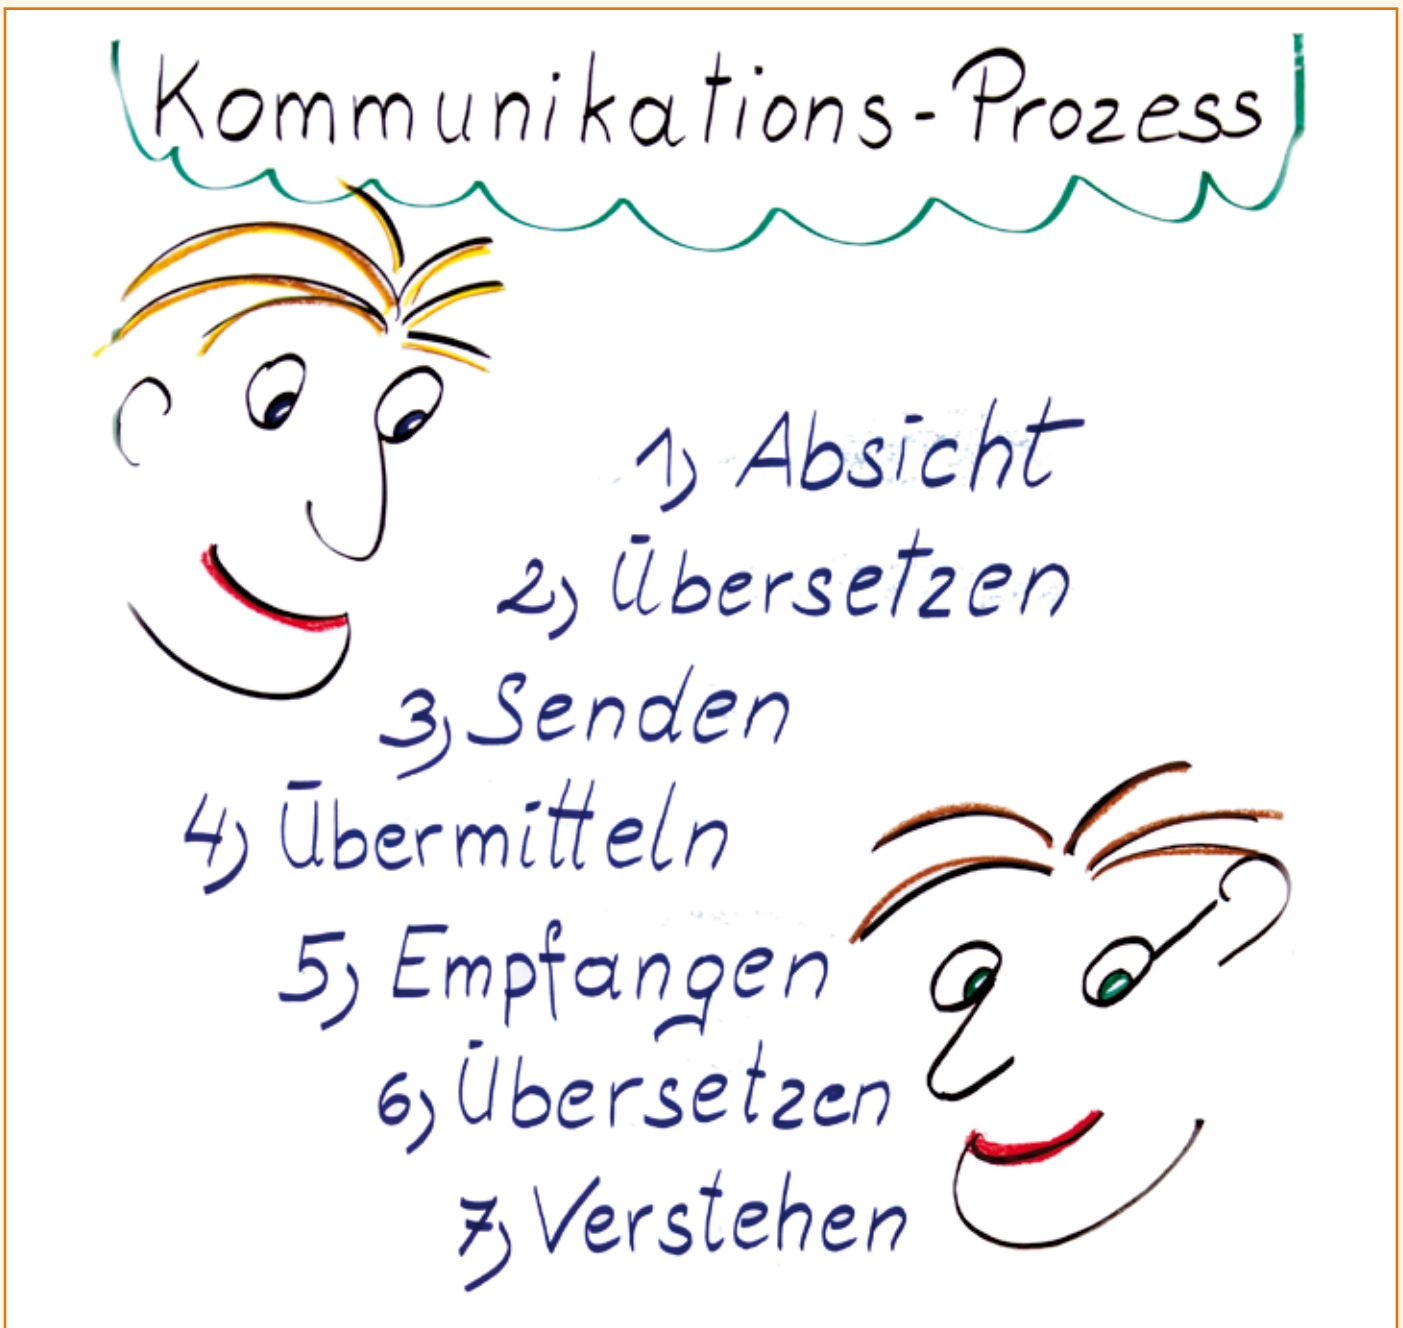 Kommunikations-Prozess
1) Absicht
2) Übersetzen
3) Senden
4) Übermitteln
5) Empfangen
6) Übersetzen
7) Verstehen